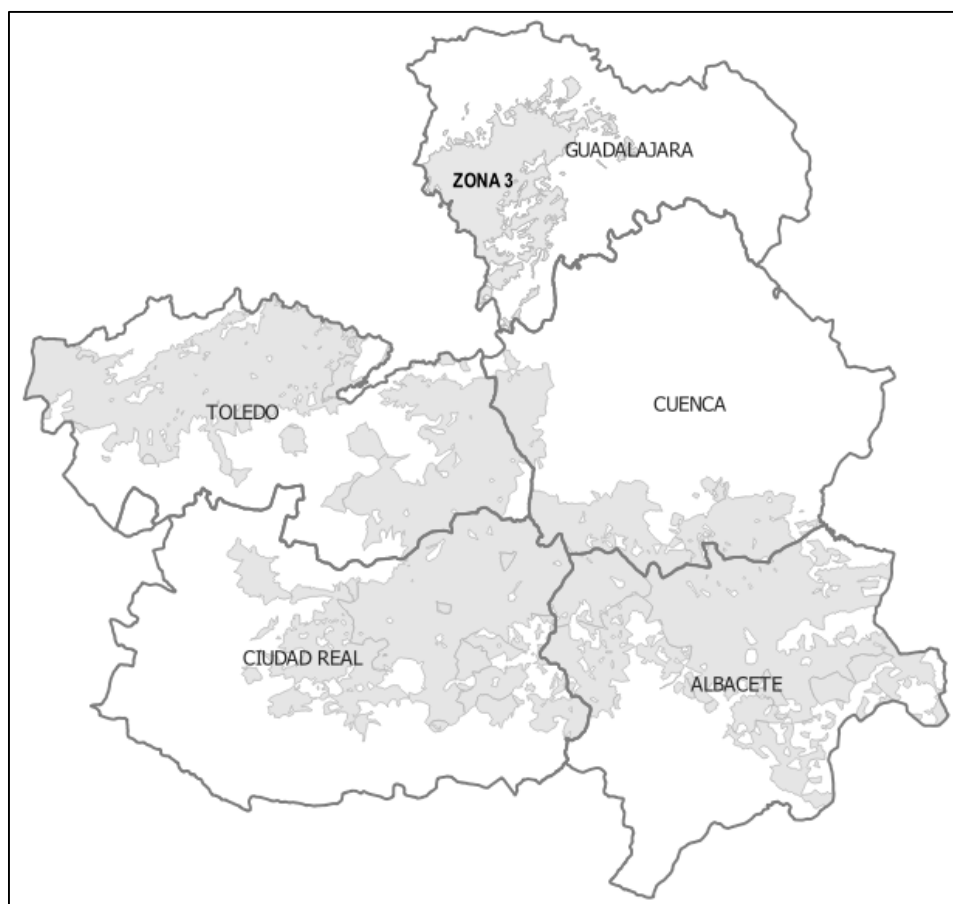 GUADALAJARA
ZONA 3
CUENCA
TOLEDO
CIUDAD REAL
ALBACETE